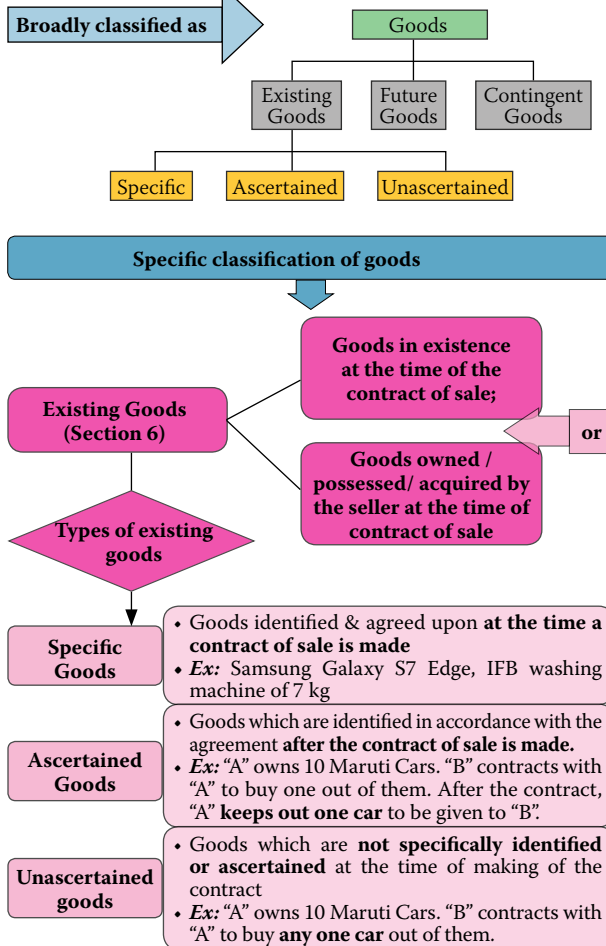 Broadly classified as
Goods
Existing
Goods
Future
Goods
Contingent
Goods
Specific
Ascertained
Unascertained
Specific classification of goods
Goods in existence
at the time of the
contract of sale;
Existing Goods
(Section 6)
or
Goods owned /
possessed/ acquired by
the seller at the time of
contract of sale
Types of existing
goods
Specific
Goods
• Goods identified & agreed upon at the time a
contract of sale is made
• Ex: Samsung Galaxy S7 Edge, IFB washing
machine of 7 kg
Ascertained
Goods
• Goods which are identified in accordance with the
agreement after the contract of sale is made.
• Ex: “A” owns 10 Maruti Cars. “B” contracts with
“A” to buy one out of them. After the contract,
“A” keeps out one car to be given to “B”.
Unascertained
goods
• Goods which are not specifically identified
or ascertained at the time of making of the
contract
• Ex: “A” owns 10 Maruti Cars. “B” contracts with
“A” to buy any one car out of them.